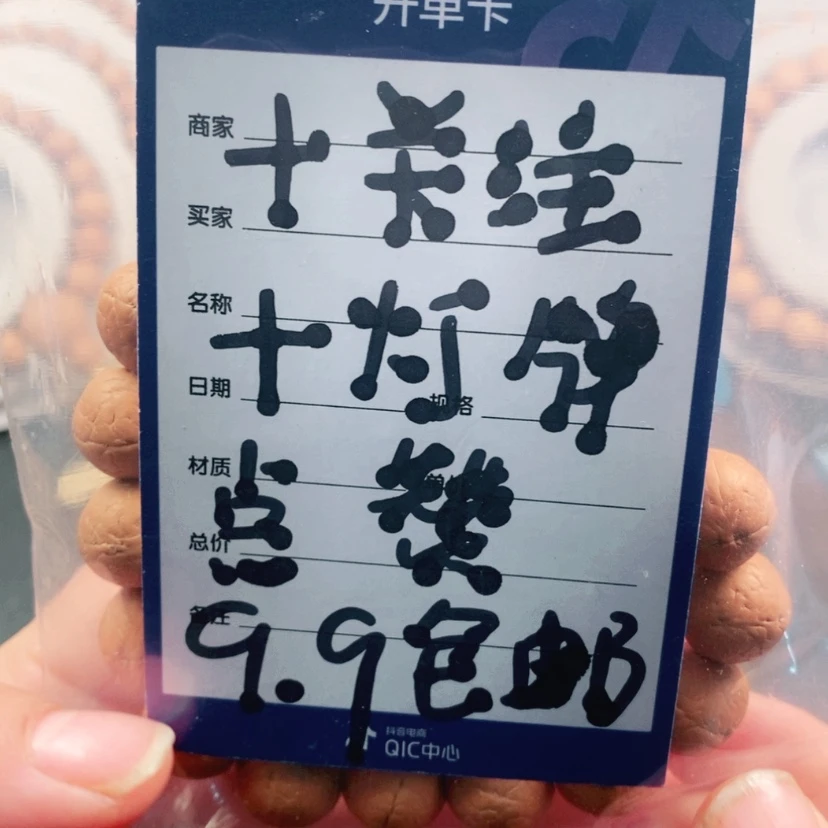 开单卡
商家
十关注
买家
名称
十灯牌
日期
规格
材质
点赞
总价
备注
9.9包邮
抖音电商
QIC中心